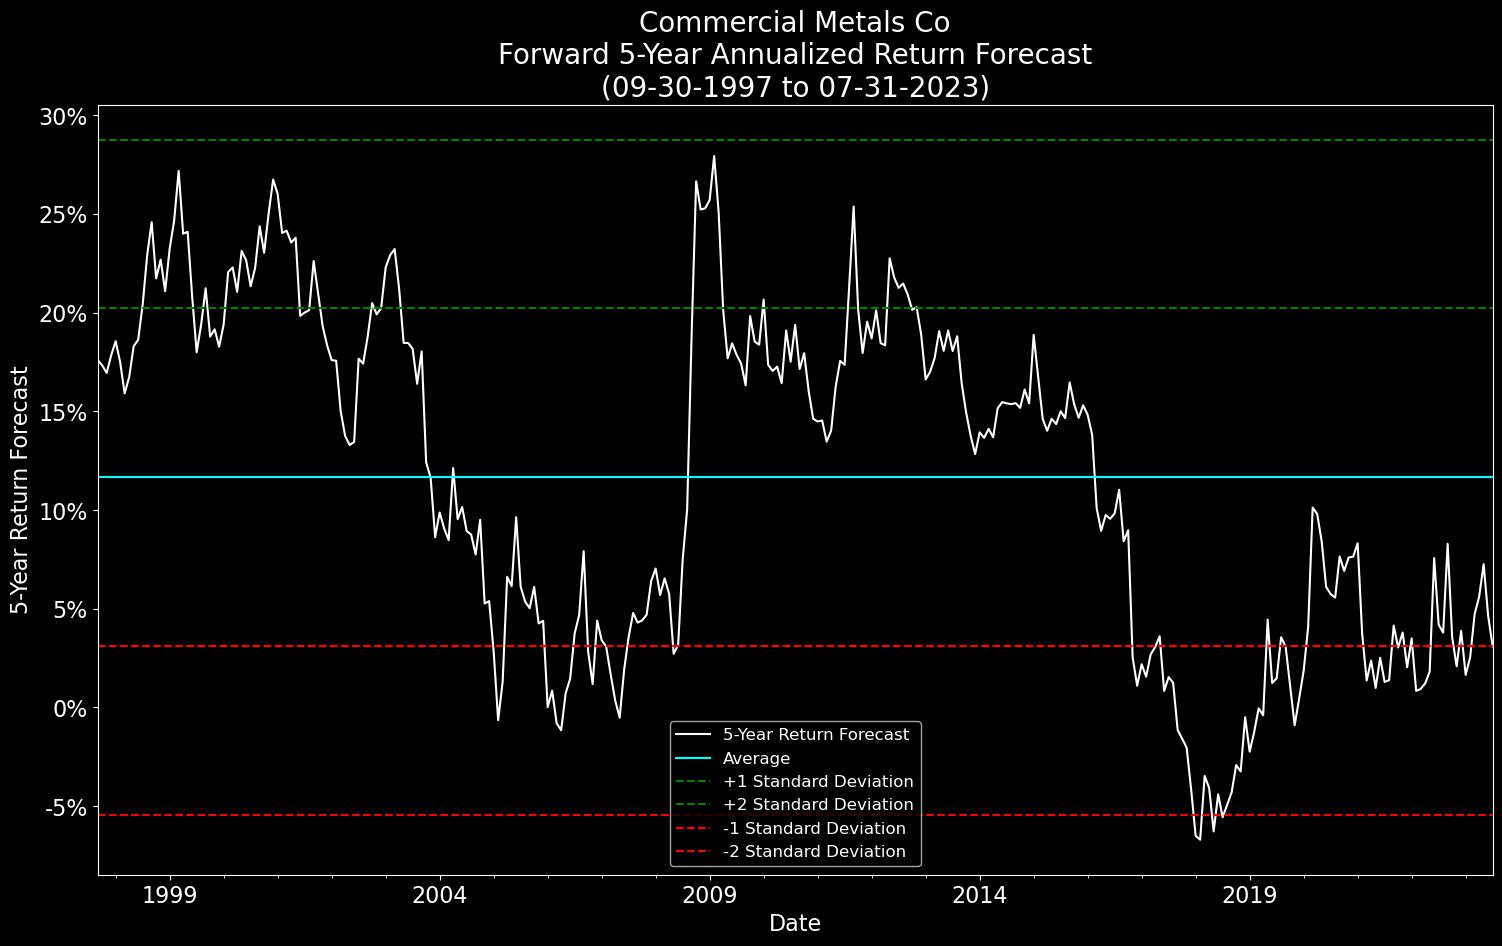 Commercial Metals Co
Forward 5-Year Annualized Return Forecast
(09-30-1997 to 07-31-2023)
5-Year Return Forecast
30%
25%
20%
15%
10%
5%
0%
-5%
5-Year Return Forecast
Average
+1 Standard Deviation
+2 Standard Deviation
-1 Standard Deviation
-2 Standard Deviation
1999 2004 2009 2014 2019
Date